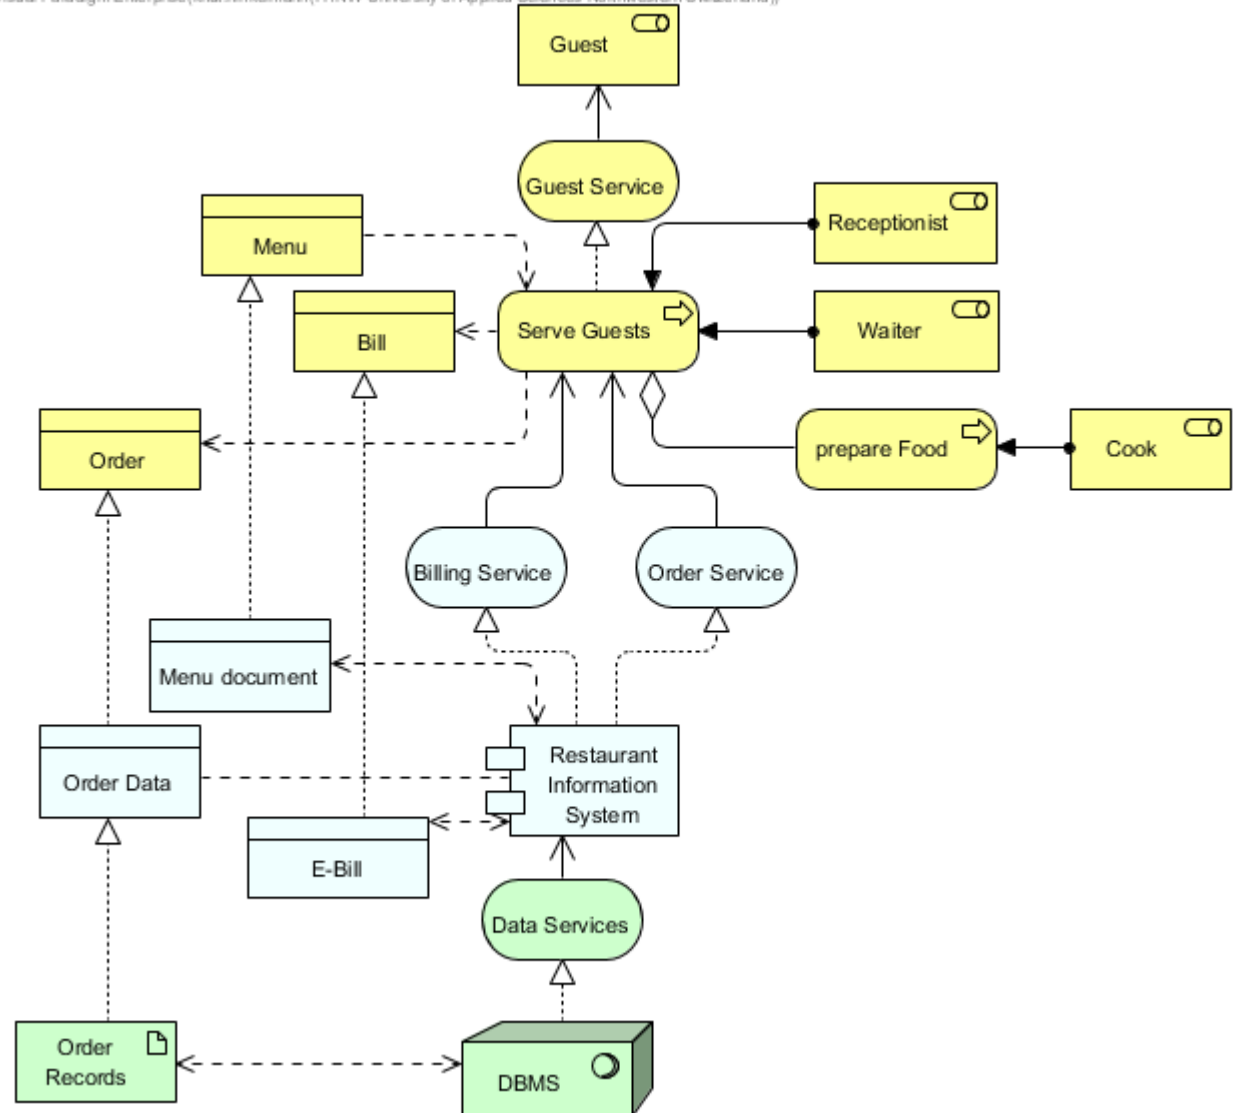 Guest
Guest Service
Receptionist
Menu
Serve Guests
Waiter
Bill
Order
prepare Food
Cook
Billing Service
Order Service
Menu document
Restaurant
Information
System
Order Data
E-Bill
Data Services
Order
Records
DBMS